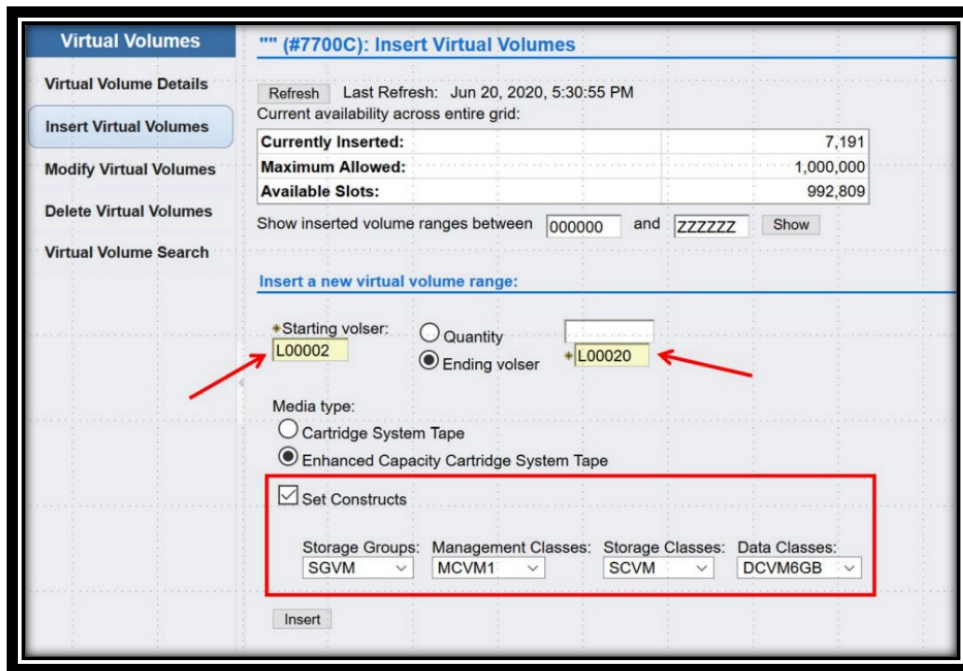 Virtual Volumes
Virtual Volume Details
Insert Virtual Volumes
Modify Virtual Volumes
Delete Virtual Volumes
Virtual Volume Search
"" (#7700C): Insert Virtual Volumes
Refresh Last Refresh: Jun 20, 2020, 5:30:55 PM
Current availability across entire grid:
Currently Inserted: 7,191
Maximum Allowed: 1,000,000
Available Slots: 992,809
Show inserted volume ranges between 000000 and ZZZZZZ Show
Insert a new virtual volume range:
Starting volser: Quantity
L00002 Ending volser L00020
Media type:
Cartridge System Tape
Enhanced Capacity Cartridge System Tape
Set Constructs
Storage Groups: Management Classes: Storage Classes: Data Classes:
SGVM MCVM1 SCVM DCVM6GB
Insert